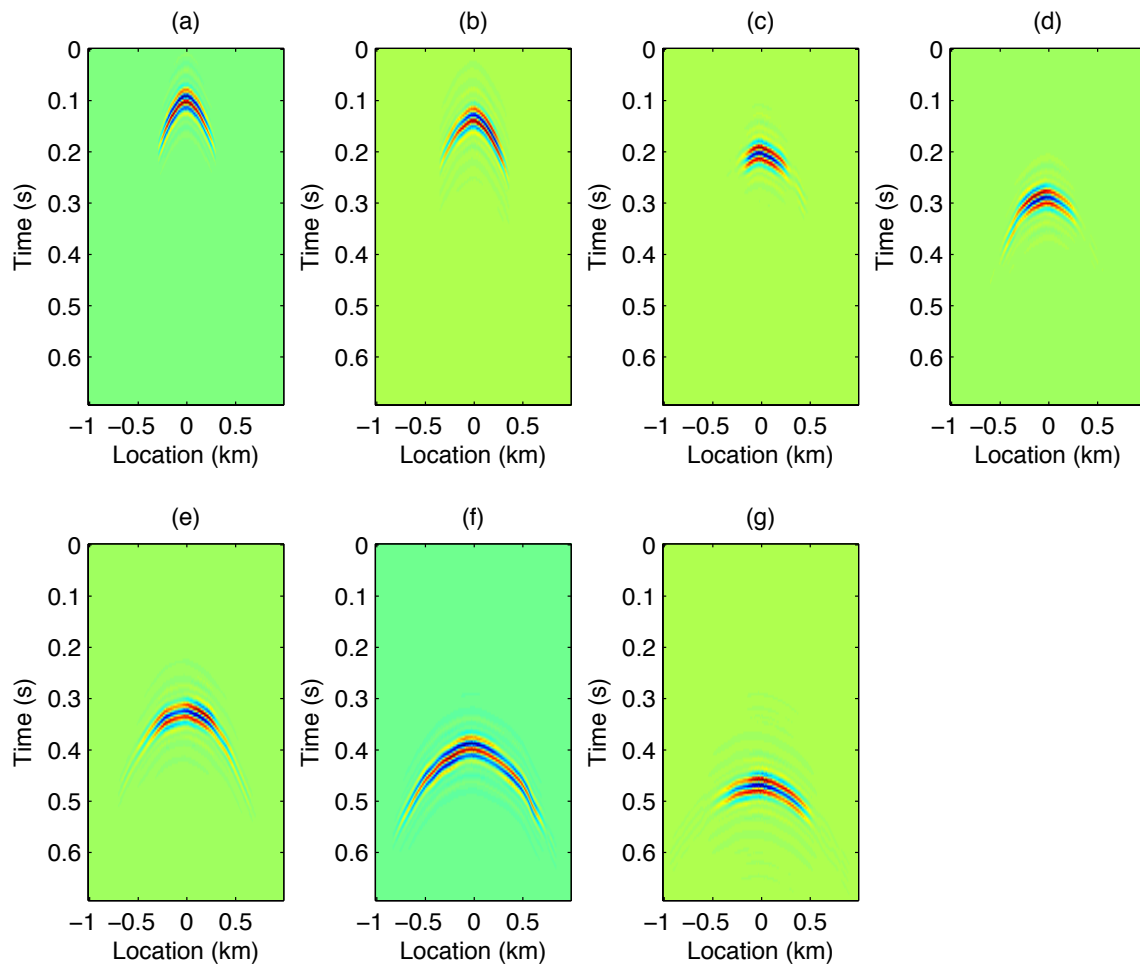 (a) (b) (c) (d)
0 0 0 0
0.1 0.1 0.1 0.1
0.2 0.2 0.2 0.2
0.3 0.3 0.3 0.3
0.4 0.4 0.4 0.4
0.5 0.5 0.5 0.5
0.6 0.6 0.6 0.6
Time (s) Time (s) Time (s) Time (s)
−1 −0.5 0 0.5 −1 −0.5 0 0.5 −1 −0.5 0 0.5 −1 −0.5 0 0.5
Location (km) Location (km) Location (km) Location (km)
(e) (f) (g)
0 0 0
0.1 0.1 0.1
0.2 0.2 0.2
0.3 0.3 0.3
0.4 0.4 0.4
0.5 0.5 0.5
0.6 0.6 0.6
Time (s) Time (s) Time (s)
−1 −0.5 0 0.5 −1 −0.5 0 0.5 −1 −0.5 0 0.5
Location (km) Location (km) Location (km)